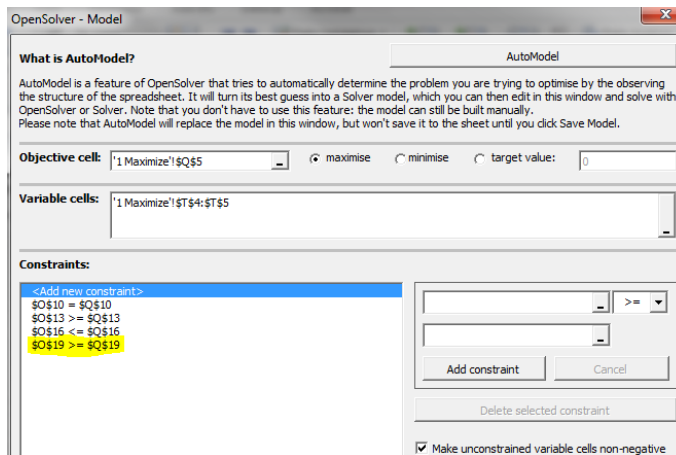 OpenSolver - Model
What is AutoModel?
AutoModel
AutoModel is a feature of OpenSolver that tries to automatically determine the problem you are trying to optimise by the observing
the structure of the spreadsheet. It will turn its best guess into a Solver model, which you can then edit in this window and solve with
OpenSolver or Solver. Note that you don't have to use this feature: the model can still be built manually.
Please note that AutoModel will replace the model in this window, but won't save it to the sheet until you click Save Model.
Objective cell: '1 Maximize'!$Q$5 _ maximise minimise target value: 0
Variable cells: '1 Maximize'!$T$4:$T$5 _
Constraints:
<Add new constraint>
$O$10 = $Q$10
$O$13 >= $Q$13
$O$16 <= $Q$16
$O$19 >= $Q$19
_ >=
_
Add constraint Cancel
Delete selected constraint
Make unconstrained variable cells non-negative